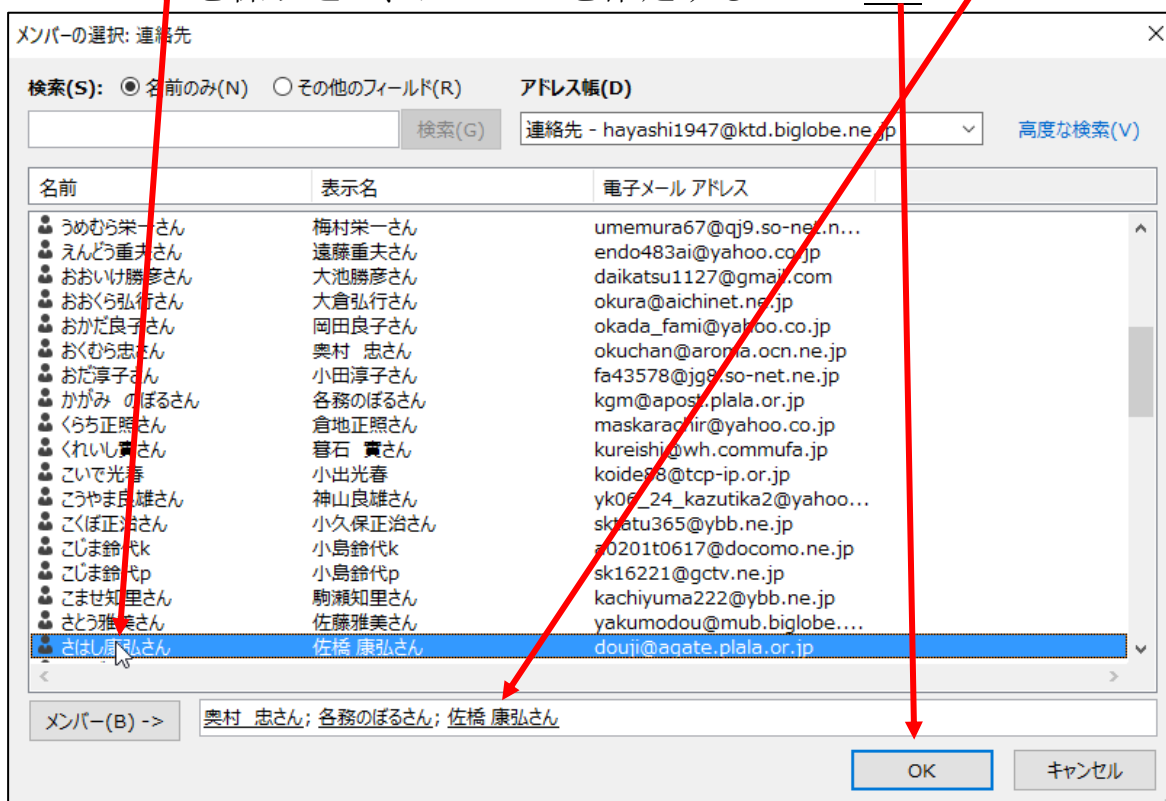 メンバーの選択: 連絡先
検索(S): 名前のみ(N) その他のフィールド(R) アドレス帳(D)
検索(G) 連絡先 - hayashi1947@ktd.biglobe.ne.jp 高度な検索(V)
名前 表示名 電子メール アドレス
うめむら栄一さん 梅村栄一さん umemura67@qj9.so-net.n...
えんどう重夫さん 遠藤重夫さん endo483ai@yahoo.co.jp
おおいけ勝彦さん 大池勝彦さん daikatsu1127@gmail.com
おおくら弘行さん 大倉弘行さん okura@aichinet.ne.jp
おかだ良子さん 岡田良子さん okada_fami@yahoo.co.jp
おくむら忠さん 奥村 忠さん okuchan@aroma.ocn.ne.jp
おだ淳子さん 小田淳子さん fa43578@jg8.so-net.ne.jp
かがみ のぼるさん 各務のぼるさん kgm@apost.plala.or.jp
くらち正照さん 倉地正照さん maskarachir@yahoo.co.jp
くれいし實さん 暮石 實さん kureishi@wh.commufa.jp
こいで光春 小出光春 koide88@tcp-ip.or.jp
こうやま良雄さん 神山良雄さん yk06_24_kazutika2@yahoo...
こくぼ正治さん 小久保正治さん sktatu365@ybb.ne.jp
こじま鈴代k 小島鈴代k a0201t0617@docomo.ne.jp
こじま鈴代p 小島鈴代p sk16221@gctv.ne.jp
こませ知里さん 駒瀬知里さん kachiyuma222@ybb.ne.jp
さとう雅美さん 佐藤雅美さん yakumodou@mub.biglobe....
さはし康弘さん 佐橋 康弘さん douji@agate.plala.or.jp
メンバー(B) -> 奥村 忠さん; 各務のぼるさん; 佐橋 康弘さん
OK キャンセル